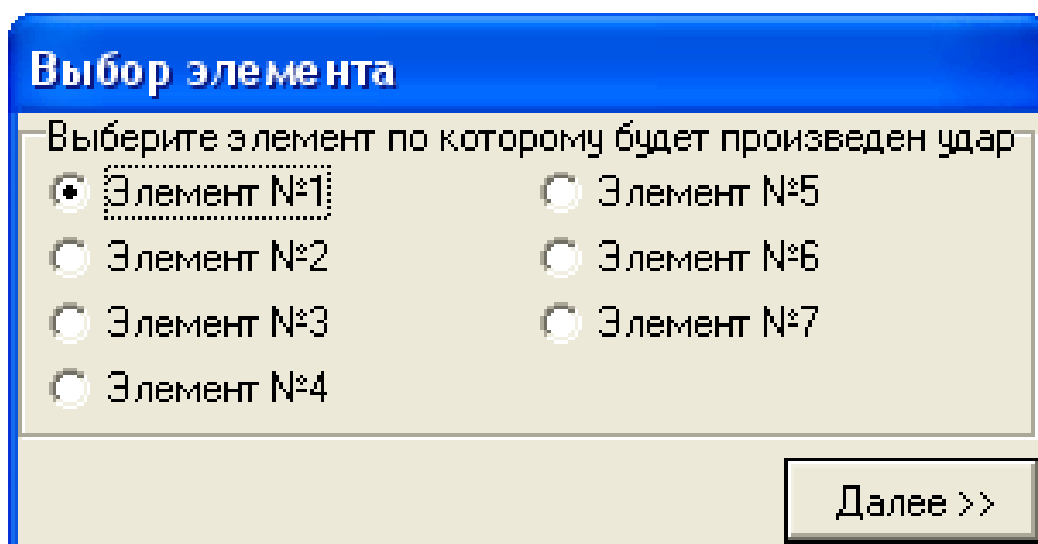 Выбор элемента
Выберите элемент по которому будет произведен удар
Элемент №1
Элемент №2
Элемент №3
Элемент №4
Элемент №5
Элемент №6
Элемент №7
Далее >>